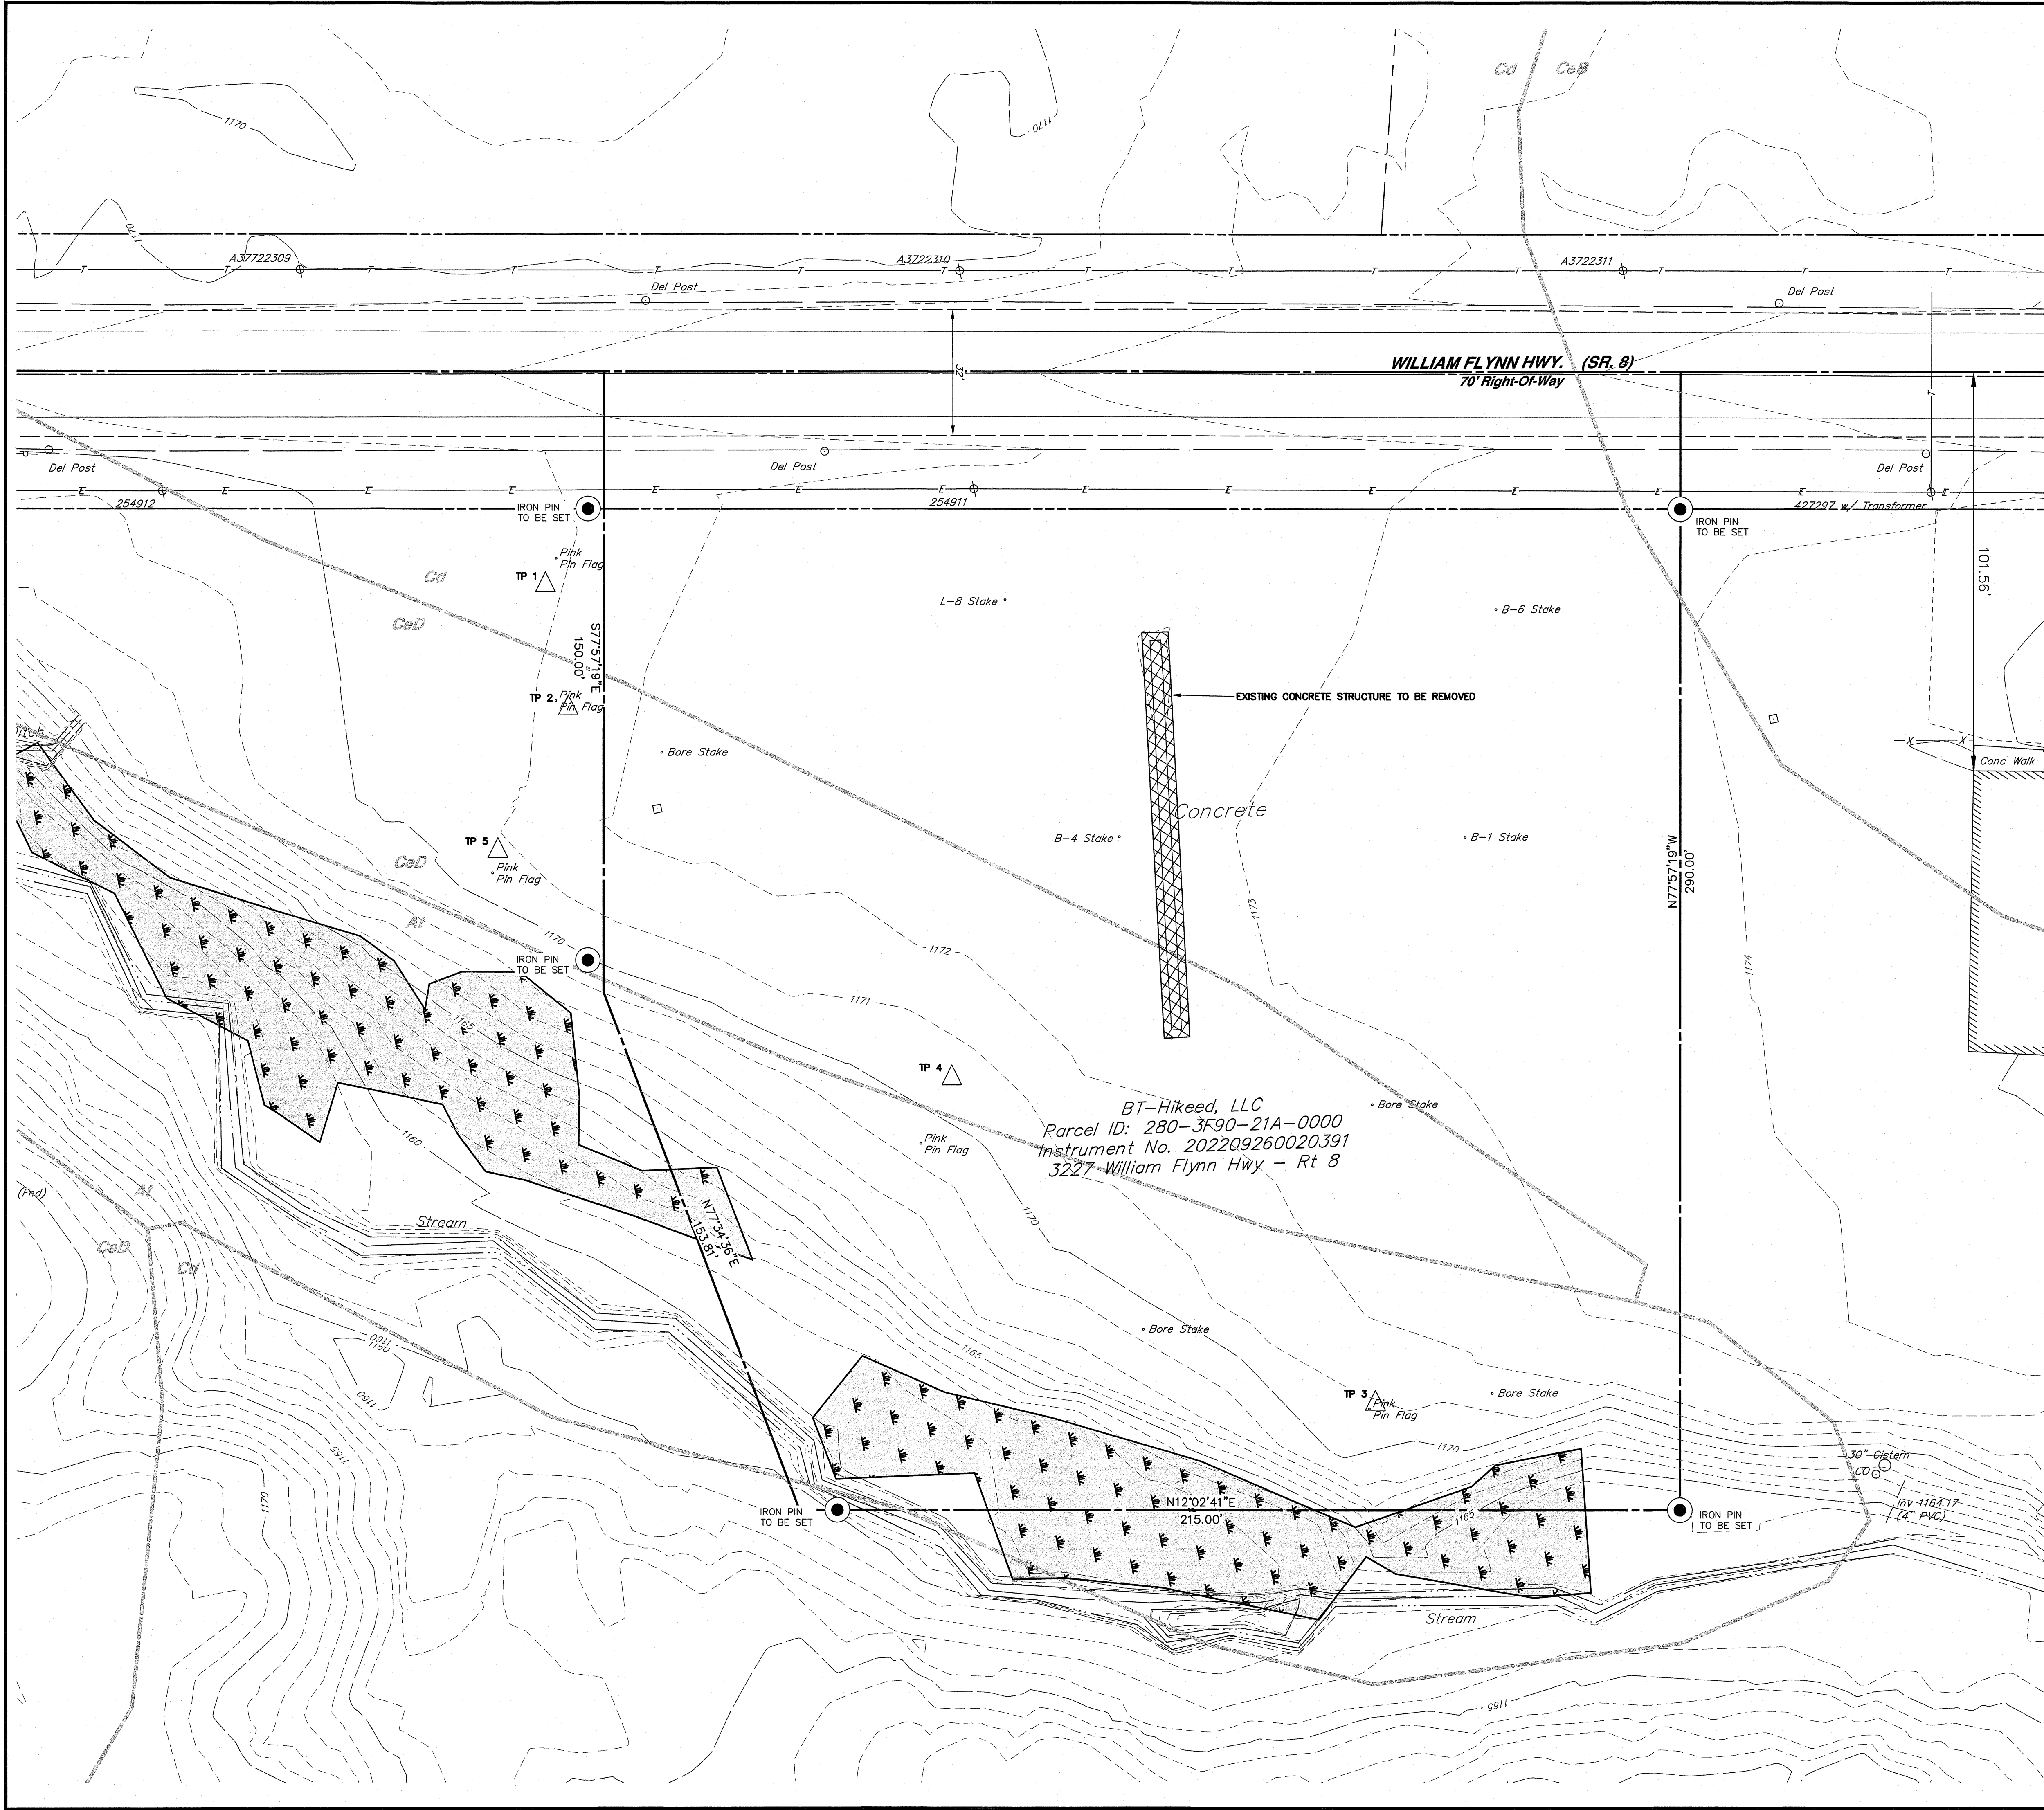 Cd
CeB
1170
1170
1170
A37722309
A3722310
A3722311
T T T T T T T T T T T T
Del Post
Del Post
32'
WILLIAM FLYNN HWY. (SR. 8)
70' Right-Of-Way
T
Del Post
Del Post
Del Post
E E E E E E E E E E E E E E
254912
254911
427297 w/ Transformer
IRON PIN
TO BE SET
IRON PIN
TO BE SET
101.56'
Pink
Pin Flag
TP 1
Cd
CeD
L-8 Stake
B-6 Stake
S77°57'19"E
150.00'
TP 2
Pink
Pin Flag
EXISTING CONCRETE STRUCTURE TO BE REMOVED
Ditch
Bore Stake
X X
Conc Walk
Concrete
TP 5
Pink
Pin Flag
B-4 Stake
B-1 Stake
N77°57'19"W
290.00'
CeD
At
1173
1170
1172
1174
IRON PIN
TO BE SET
1171
1165
TP 4
BT-Hikeed, LLC
Parcel ID: 280-3F90-21A-0000
Instrument No. 202209260020391
3227 William Flynn Hwy – Rt 8
Bore Stake
1160
Pink
Pin Flag
(Fnd)
At
Stream
CeD
Cd
N77°34'36"E
153.81'
1170
1160
1160
Bore Stake
1165
1160
TP 3
Pink
Pin Flag
Bore Stake
1165
1170
1170
30" Cistern
CO
Inv 1164.17
(4" PVC)
IRON PIN
TO BE SET
N12°02'41"E
215.00'
1165
IRON PIN
TO BE SET
Stream
1165